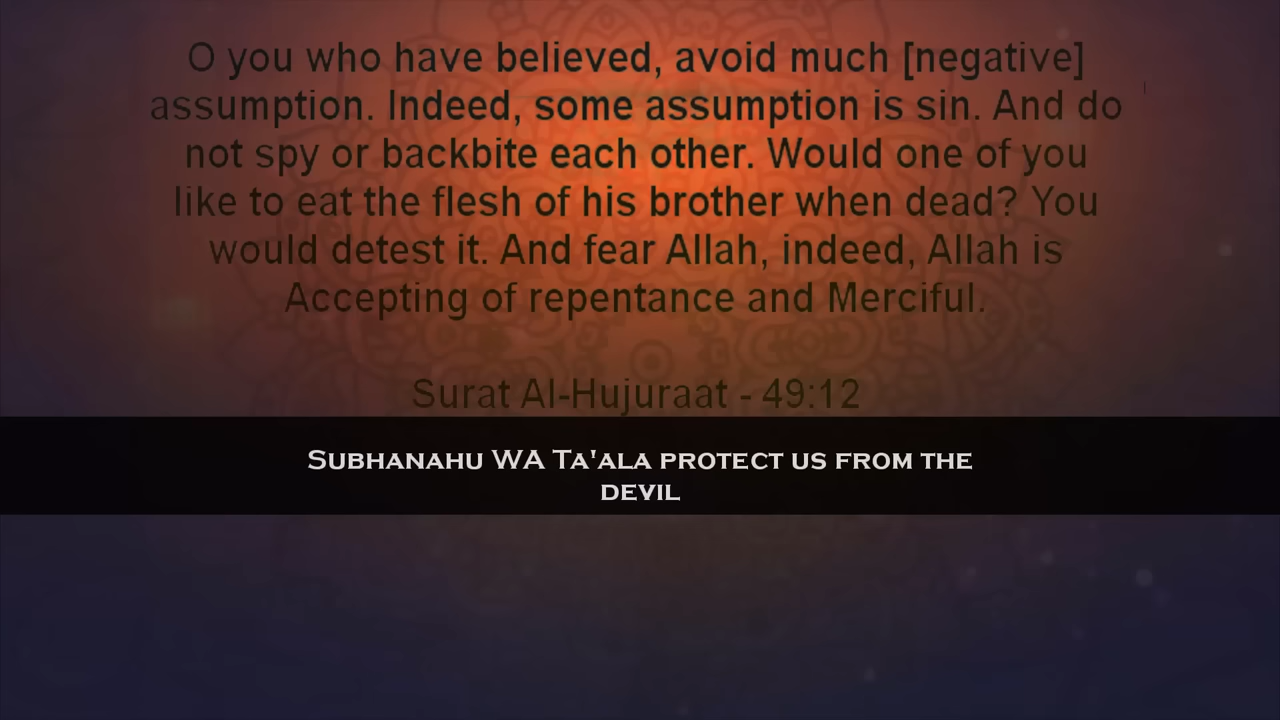 O you who have believed, avoid much [negative]
assumption. Indeed, some assumption is sin. And do
not spy or backbite each other. Would one of you
like to eat the flesh of his brother when dead? You
would detest it. And fear Allah, indeed, Allah is
Accepting of repentance and Merciful.
Surat Al-Hujuraat - 49:12
SUBHANAHU WA TA'ALA PROTECT US FROM THE
DEVIL